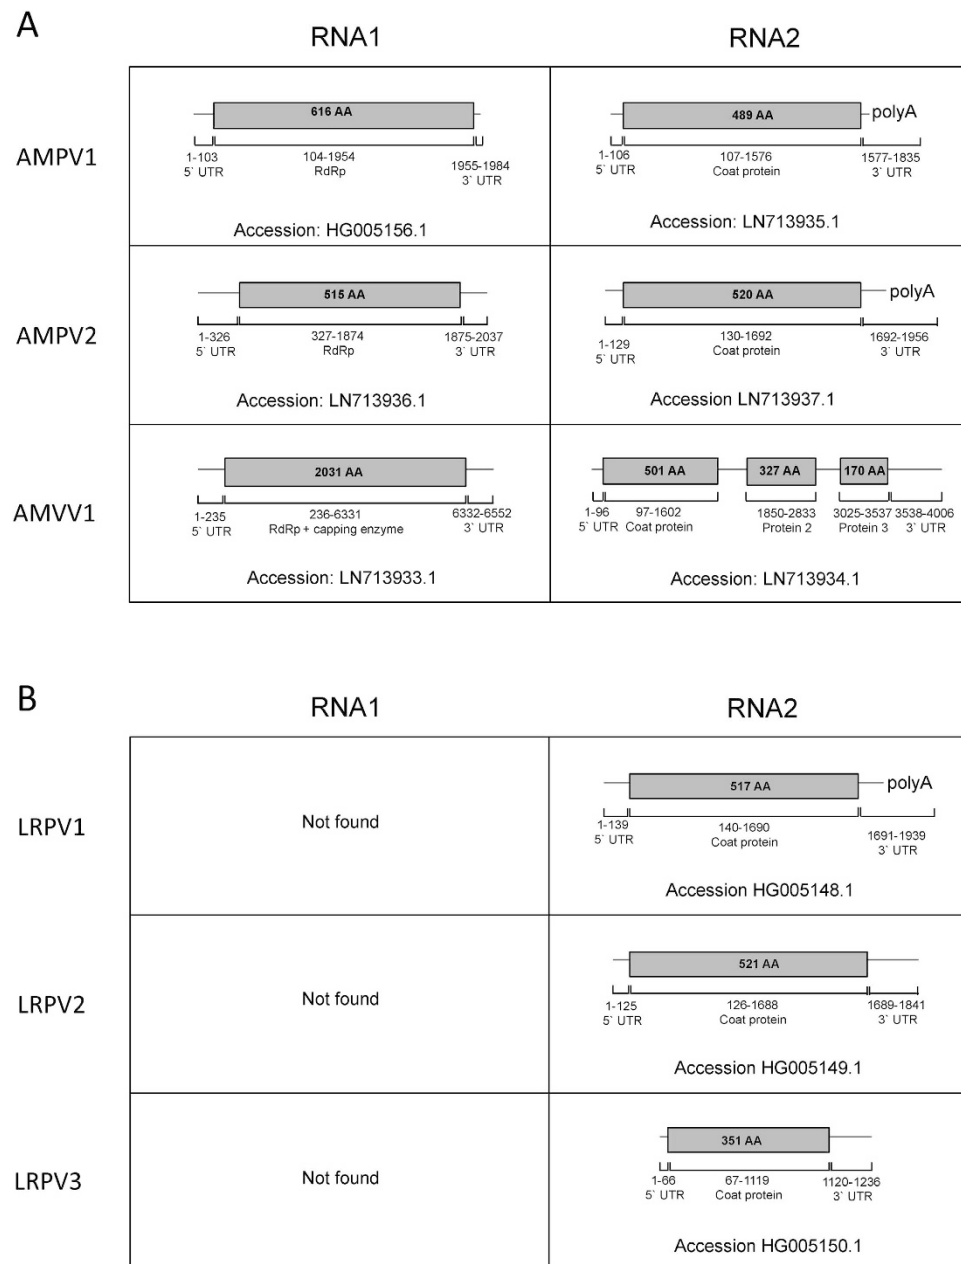 A
RNA1
RNA2
AMPV1
616 AA
1-103
5` UTR
104-1954
RdRp
1955-1984
3` UTR
Accession: HG005156.1
489 AA
polyA
1-106
5` UTR
107-1576
Coat protein
1577-1835
3` UTR
Accession: LN713935.1
AMPV2
515 AA
1-326
5` UTR
327-1874
RdRp
1875-2037
3` UTR
Accession: LN713936.1
520 AA
polyA
1-129
5` UTR
130-1692
Coat protein
1692-1956
3` UTR
Accession LN713937.1
AMVV1
2031 AA
1-235
5` UTR
236-6331
RdRp + capping enzyme
6332-6552
3` UTR
Accession: LN713933.1
501 AA
327 AA
170 AA
1-96
5` UTR
97-1602
Coat protein
1850-2833
Protein 2
3025-3537
Protein 3
3538-4006
3` UTR
Accession: LN713934.1
B
RNA1
RNA2
LRPV1
Not found
517 AA
polyA
1-139
5` UTR
140-1690
Coat protein
1691-1939
3` UTR
Accession HG005148.1
LRPV2
Not found
521 AA
1-125
5` UTR
126-1688
Coat protein
1689-1841
3` UTR
Accession HG005149.1
LRPV3
Not found
351 AA
1-66
5` UTR
67-1119
Coat protein
1120-1236
3` UTR
Accession HG005150.1